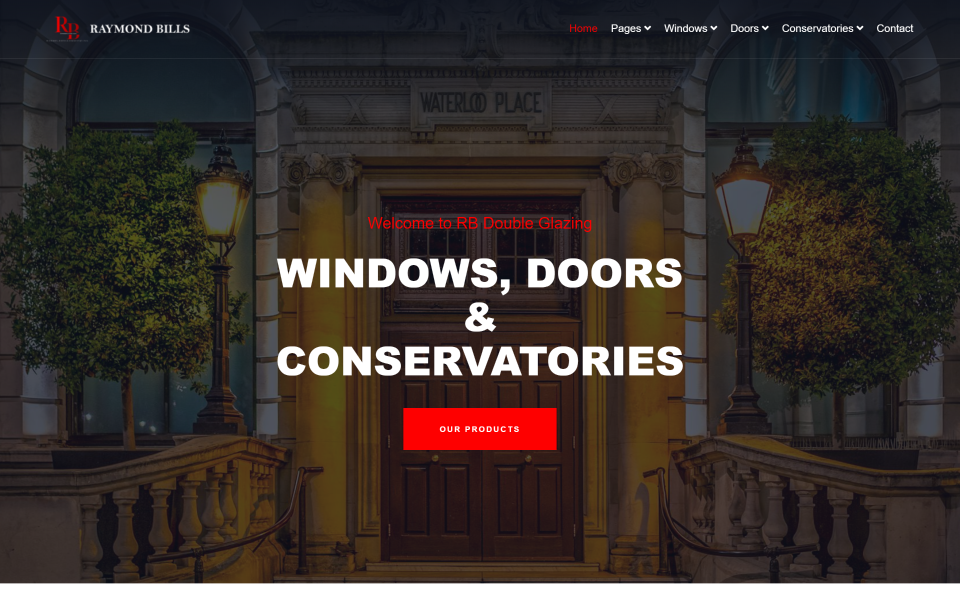 RB RAYMOND BILLS
Home Pages Windows Doors Conservatories Contact
WATERLOO PLACE
Welcome to RB Double Glazing
WINDOWS, DOORS
&
CONSERVATORIES
OUR PRODUCTS